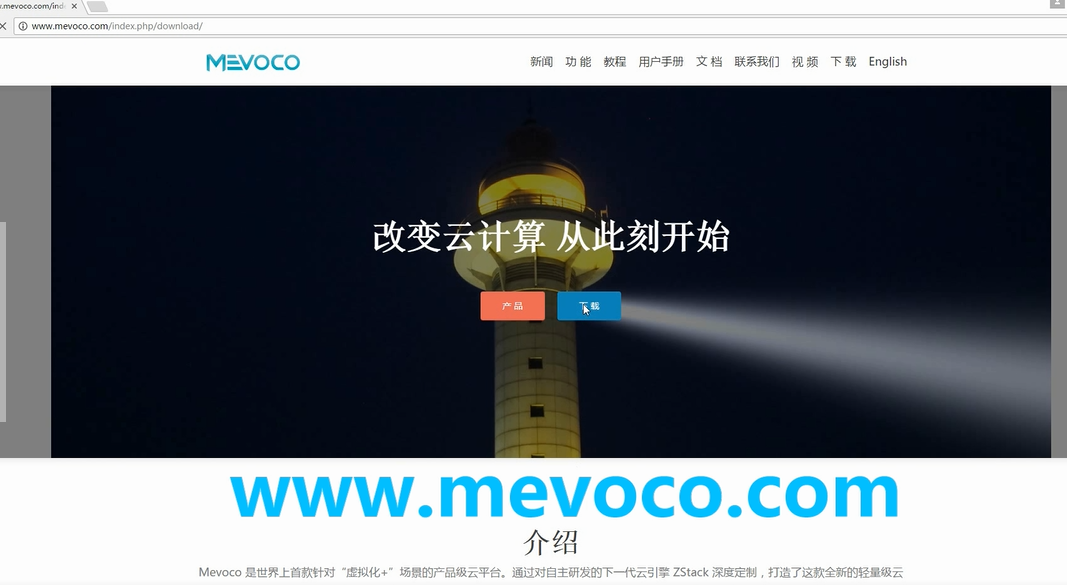 www.mevoco.com/index.php/download/
MEVOCO
新闻 功 能 教程 用户手册 文 档 联系我们 视 频 下 载 English
改变云计算 从此刻开始
产 品 下 载
www.mevoco.com
介绍
Mevoco 是世界上首款针对“虚拟化+”场景的产品级云平台。通过对自主研发的下一代云引擎 ZStack 深度定制，打造了这款全新的轻量级云